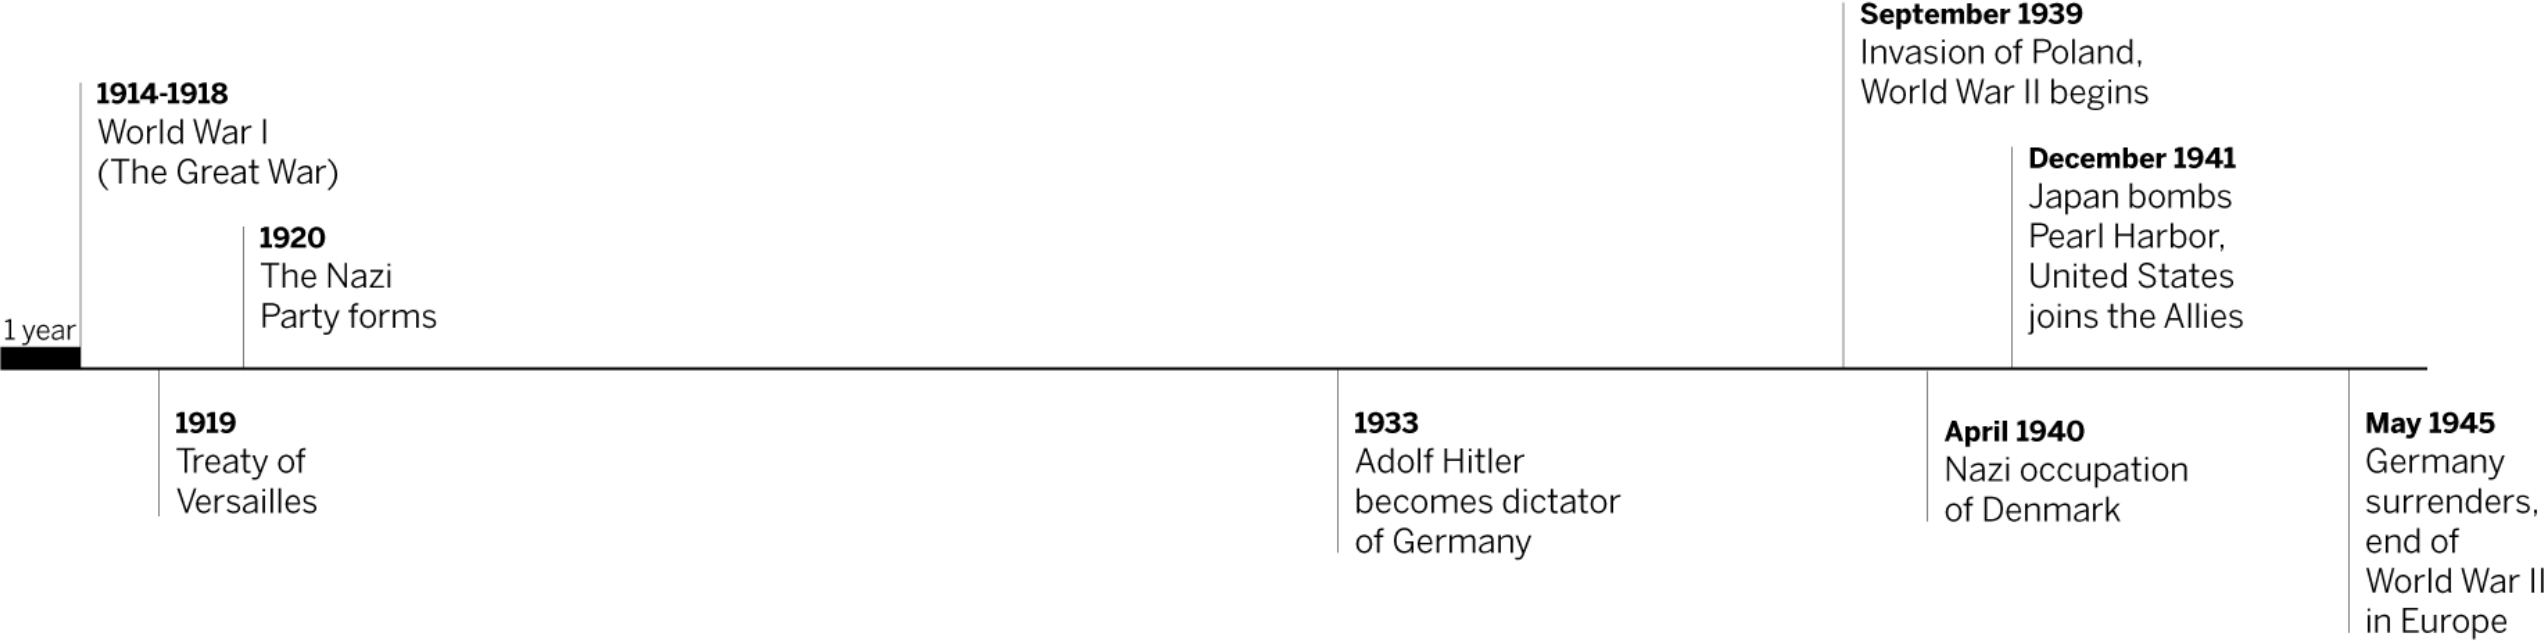 September 1939
Invasion of Poland,
World War II begins
1914-1918
World War I
(The Great War)
December 1941
Japan bombs
Pearl Harbor,
United States
joins the Allies
1920
The Nazi
Party forms
1 year
1919
Treaty of
Versailles
1933
Adolf Hitler
becomes dictator
of Germany
April 1940
Nazi occupation
of Denmark
May 1945
Germany
surrenders,
end of
World War II
in Europe